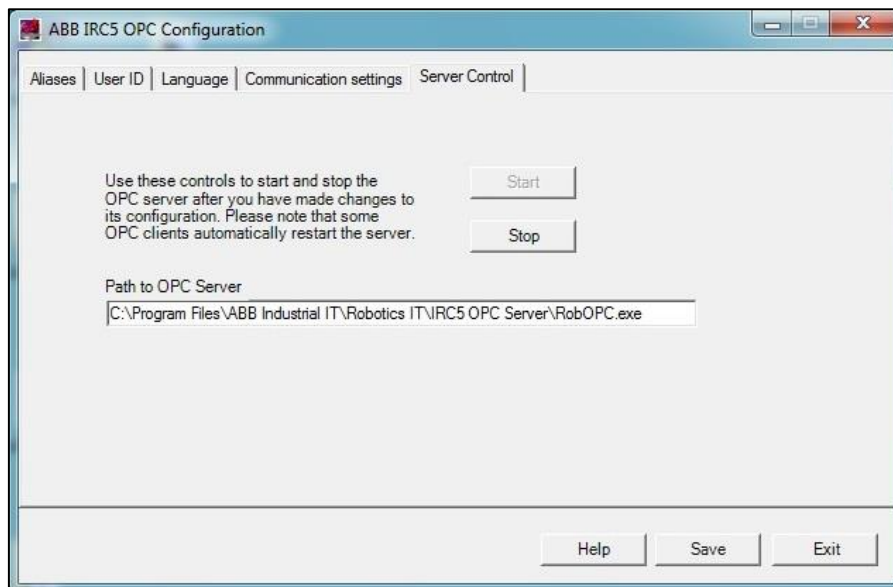 ABB IRC5 OPC Configuration
Aliases User ID Language Communication settings Server Control
Use these controls to start and stop the
OPC server after you have made changes to
its configuration. Please note that some
OPC clients automatically restart the server.
Start
Stop
Path to OPC Server
C:\Program Files\ABB Industrial IT\Robotics IT\IRC5 OPC Server\RobOPC.exe
Help Save Exit